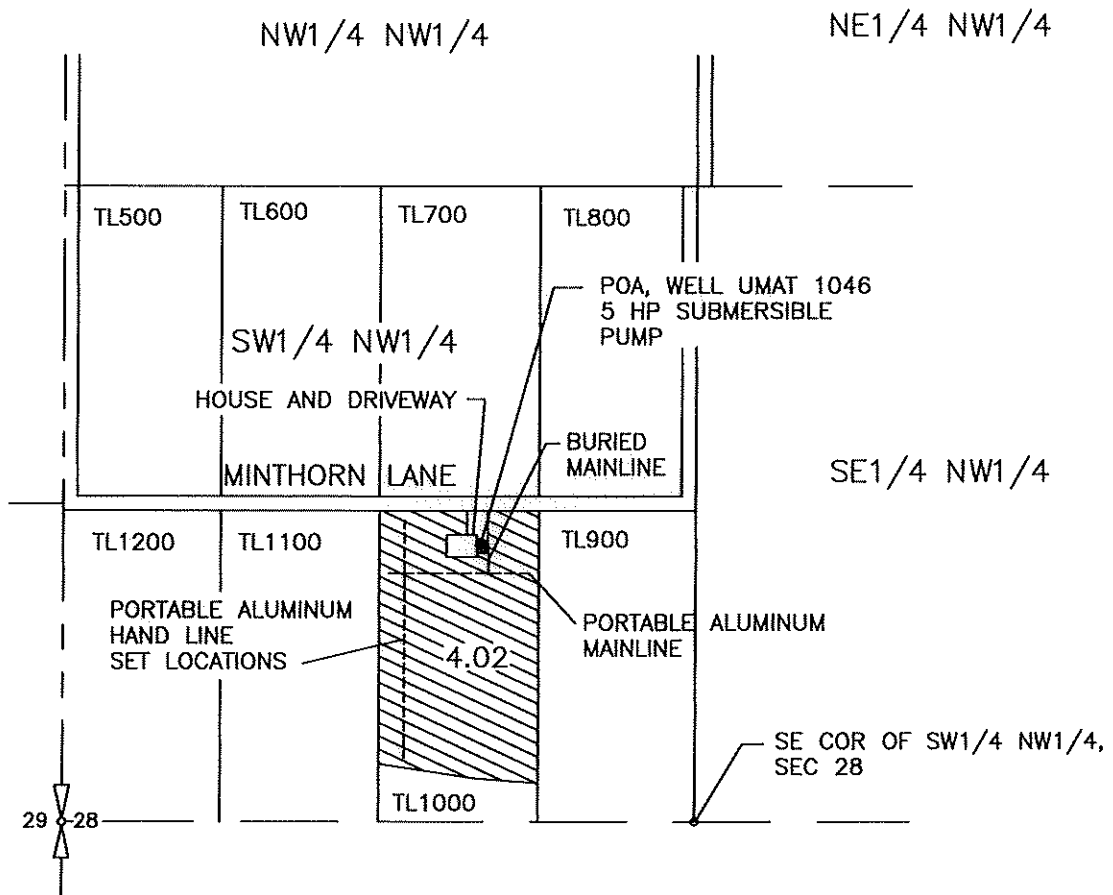 NW1/4 NW1/4
NE1/4 NW1/4
TL500
TL600
TL700
TL800
POA, WELL UMAT 1046
5 HP SUBMERSIBLE
PUMP
SW1/4 NW1/4
HOUSE AND DRIVEWAY
BURIED
MAINLINE
MINTHORN LANE
SE1/4 NW1/4
TL1200
TL1100
TL900
PORTABLE ALUMINUM
HAND LINE
SET LOCATIONS
PORTABLE ALUMINUM
MAINLINE
4.02
SE COR OF SW1/4 NW1/4,
SEC 28
TL1000
29 28